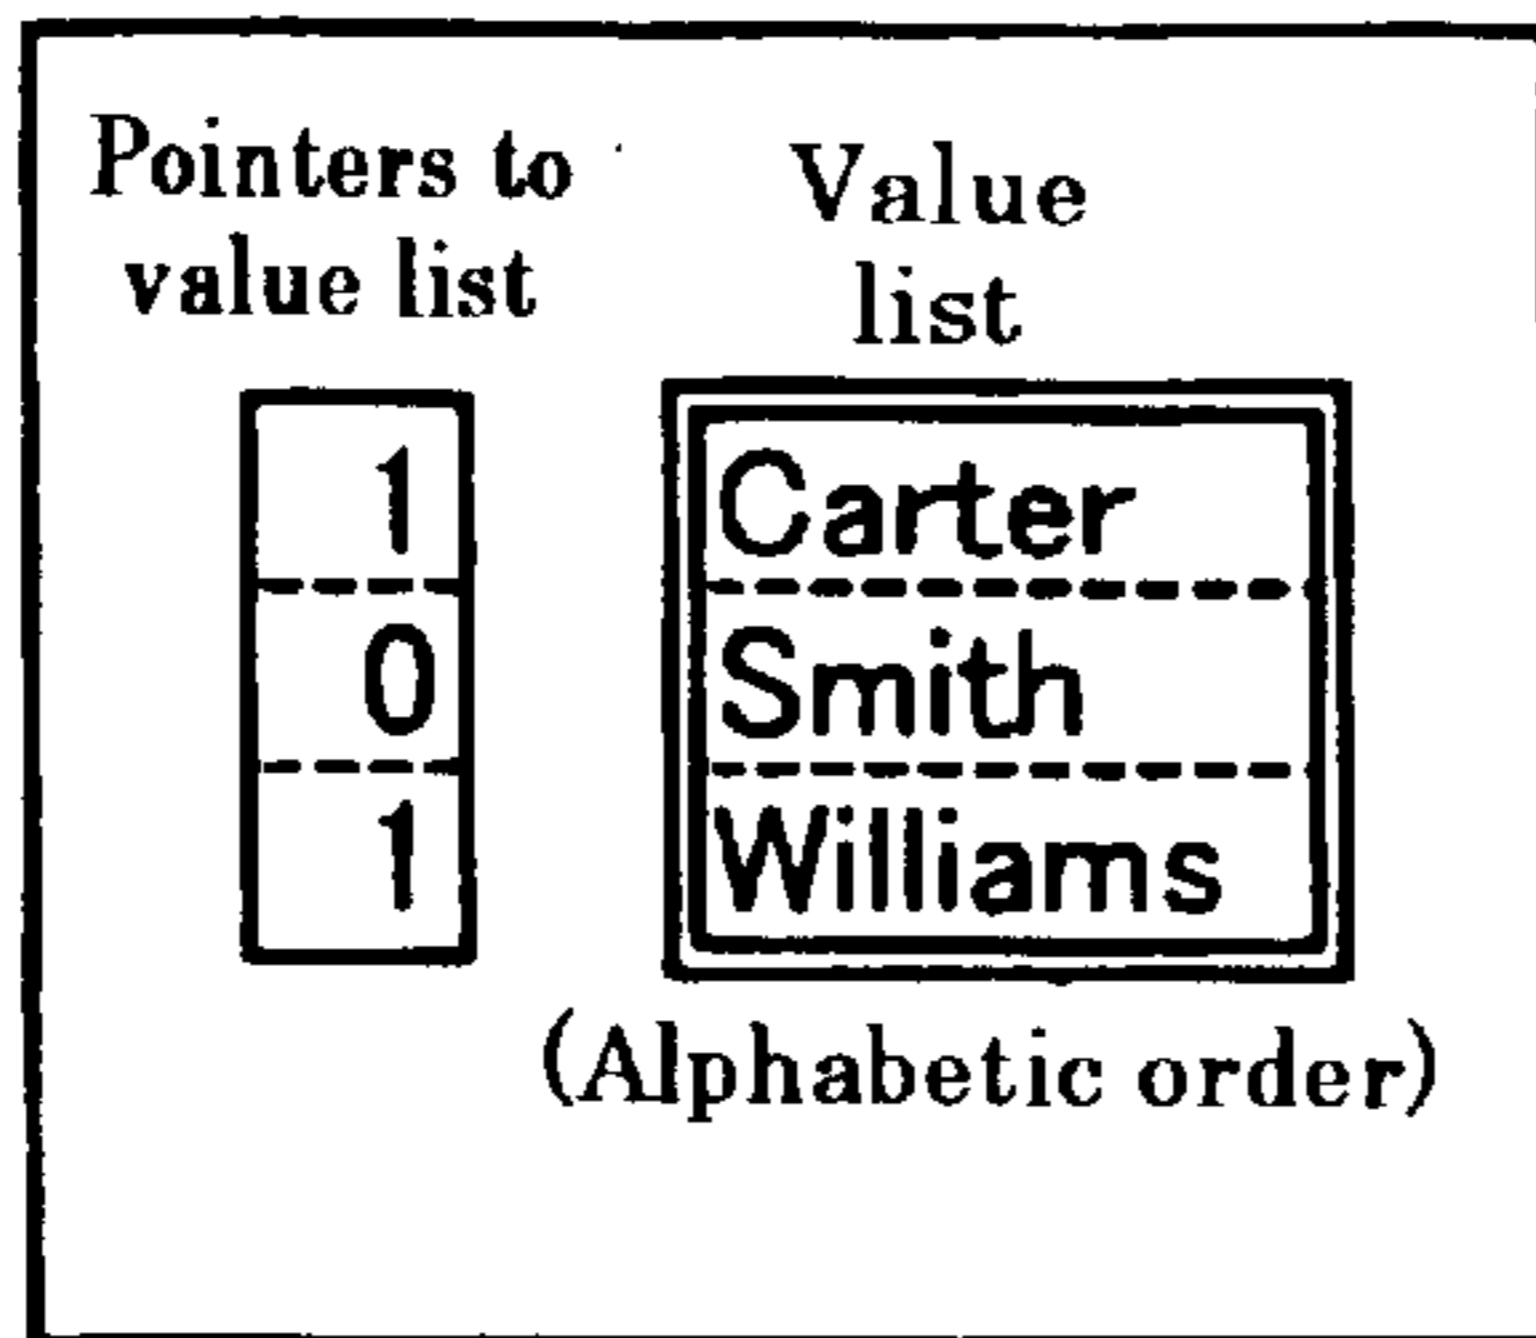 Pointers to
value list
Value
list
1
0
1
Carter
Smith
Williams
(Alphabetic order)